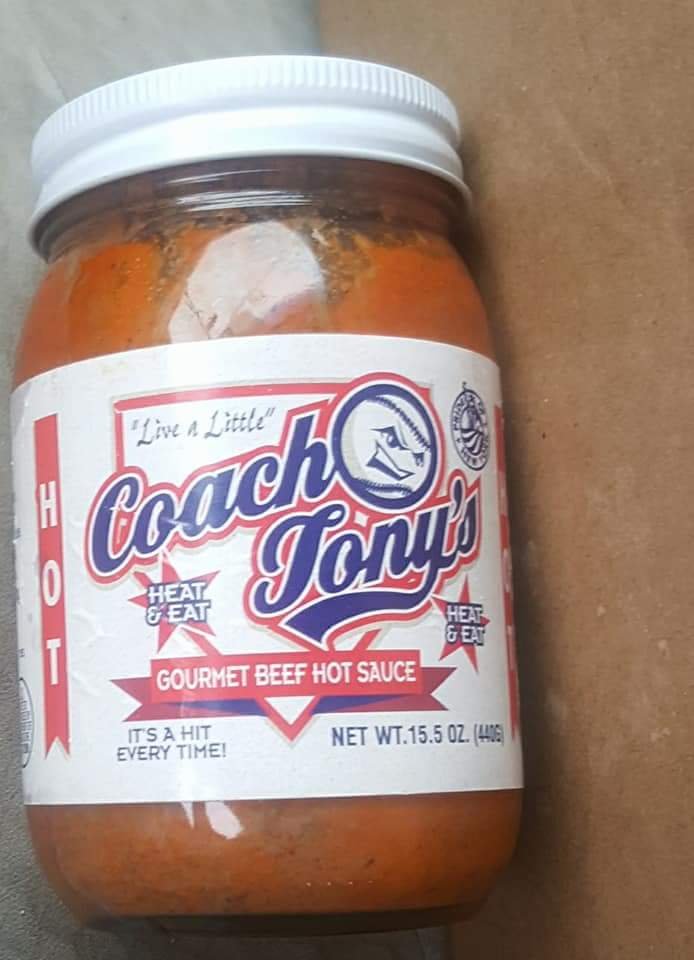 "Live a Little"
Coach
Tony's
HOT
HEAT
& EAT
HEAT
& EAT
GOURMET BEEF HOT SAUCE
IT'S A HIT
EVERY TIME!
NET WT.15.5 OZ. (440G)